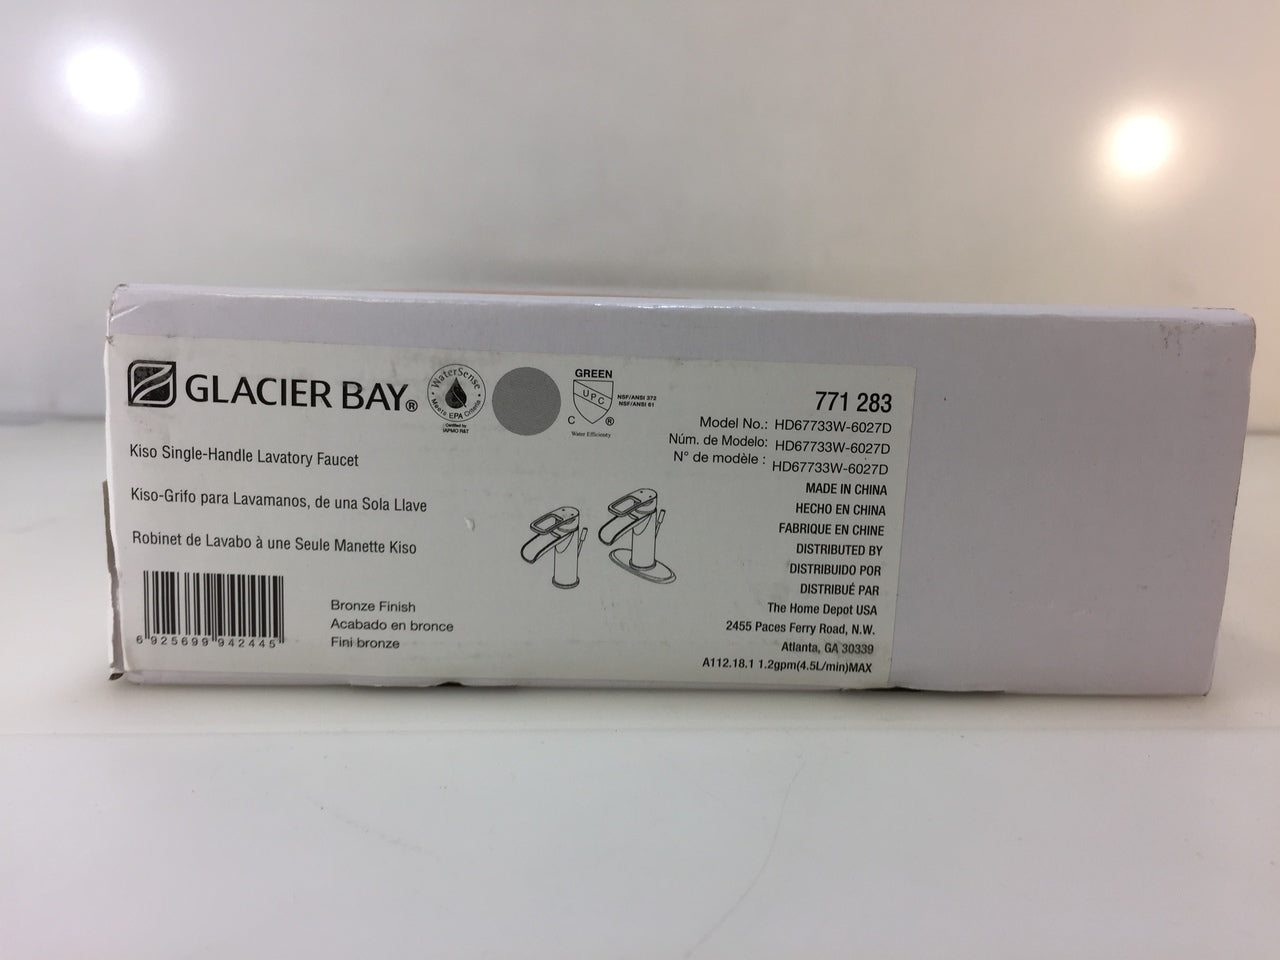 GLACIER BAY®
WaterSense
Meets EPA Criteria
Certified by
IAPMO R&T
GREEN
UPC
C ®
Water Efficiency
NSF/ANSI 372
NSF/ANSI 61
771 283
Model No.: HD67733W-6027D
Núm. de Modelo: HD67733W-6027D
N° de modèle : HD67733W-6027D
Kiso Single-Handle Lavatory Faucet
Kiso-Grifo para Lavamanos, de una Sola Llave
Robinet de Lavabo à une Seule Manette Kiso
MADE IN CHINA
HECHO EN CHINA
FABRIQUE EN CHINE
DISTRIBUTED BY
DISTRIBUIDO POR
DISTRIBUÉ PAR
The Home Depot USA
2455 Paces Ferry Road, N.W.
Atlanta, GA 30339
A112.18.1 1.2gpm(4.5L/min)MAX
6 925699 942445
Bronze Finish
Acabado en bronce
Fini bronze